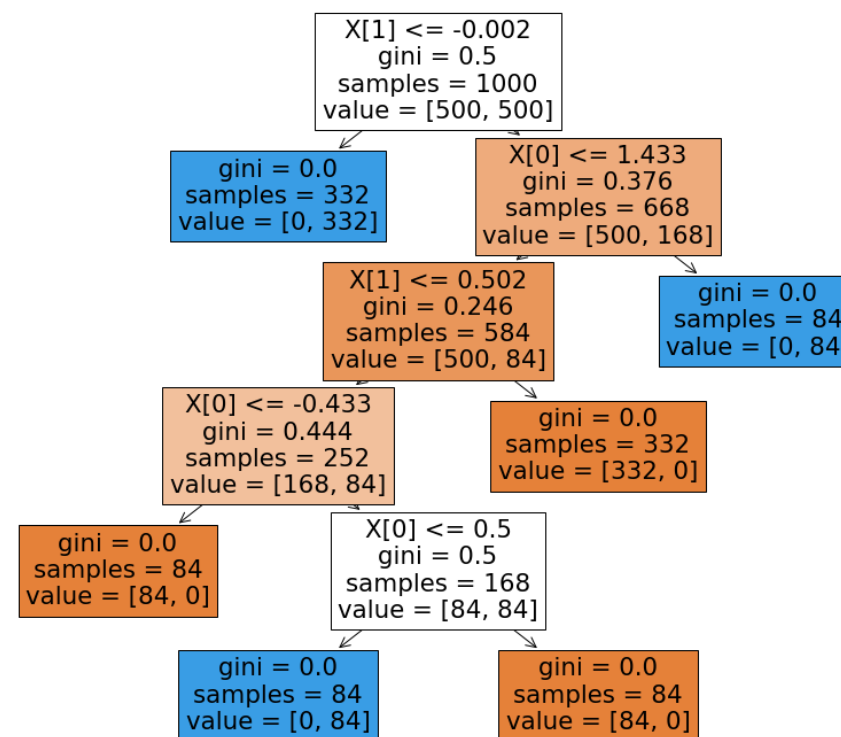 X[1] <= -0.002
gini = 0.5
samples = 1000
value = [500, 500]
gini = 0.0
samples = 332
value = [0, 332]
X[0] <= 1.433
gini = 0.376
samples = 668
value = [500, 168]
X[1] <= 0.502
gini = 0.246
samples = 584
value = [500, 84]
gini = 0.0
samples = 84
value = [0, 84]
X[0] <= -0.433
gini = 0.444
samples = 252
value = [168, 84]
gini = 0.0
samples = 332
value = [332, 0]
gini = 0.0
samples = 84
value = [84, 0]
X[0] <= 0.5
gini = 0.5
samples = 168
value = [84, 84]
gini = 0.0
samples = 84
value = [0, 84]
gini = 0.0
samples = 84
value = [84, 0]